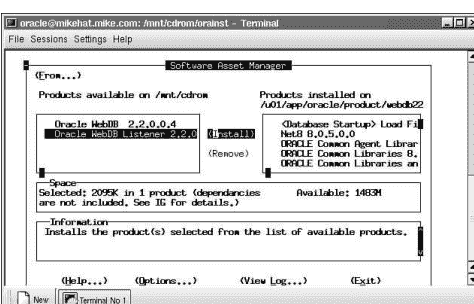 oracle@mikehat.mike.com: /mnt/cdrom/orainst - Terminal
File Sessions Settings Help
Software Asset Manager
(From...)
Products available on /mnt/cdrom
Products installed on
/u01/app/oracle/product/webdb22
Oracle WebDB 2.2.0.0.4
Oracle WebDB Listener 2.2.0
(Install)
(Remove)
(Database Startup) Load Fi
Net8 8.0.5.0.0
ORACLE Common Agent Librar
ORACLE Common Libraries 8.
ORACLE Common Libraries an
Space
Selected: 2095K in 1 product (dependancies
are not included. See IG for details.)
Available: 1483M
Information
Installs the product(s) selected from the list of available products.
(Help...) (Options...) (View Log...) (Exit)
New Terminal No 1